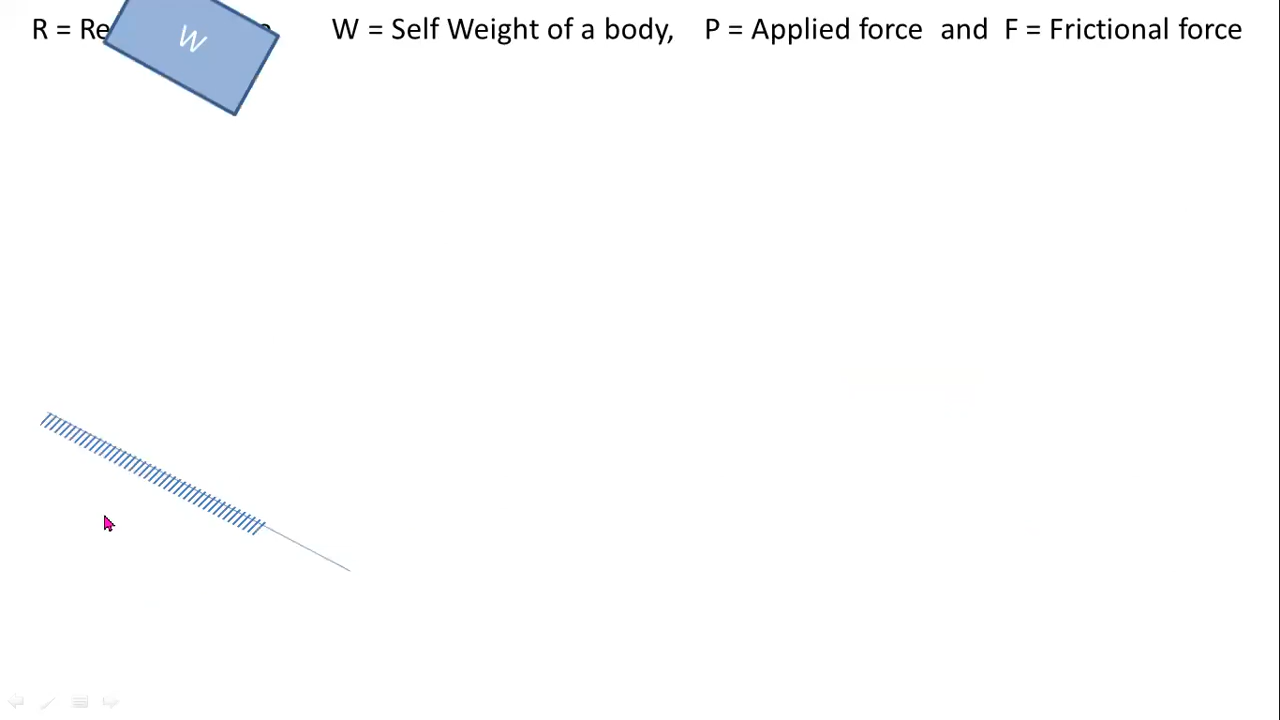 R = Re W = Self Weight of a body, P = Applied force and F = Frictional force
W